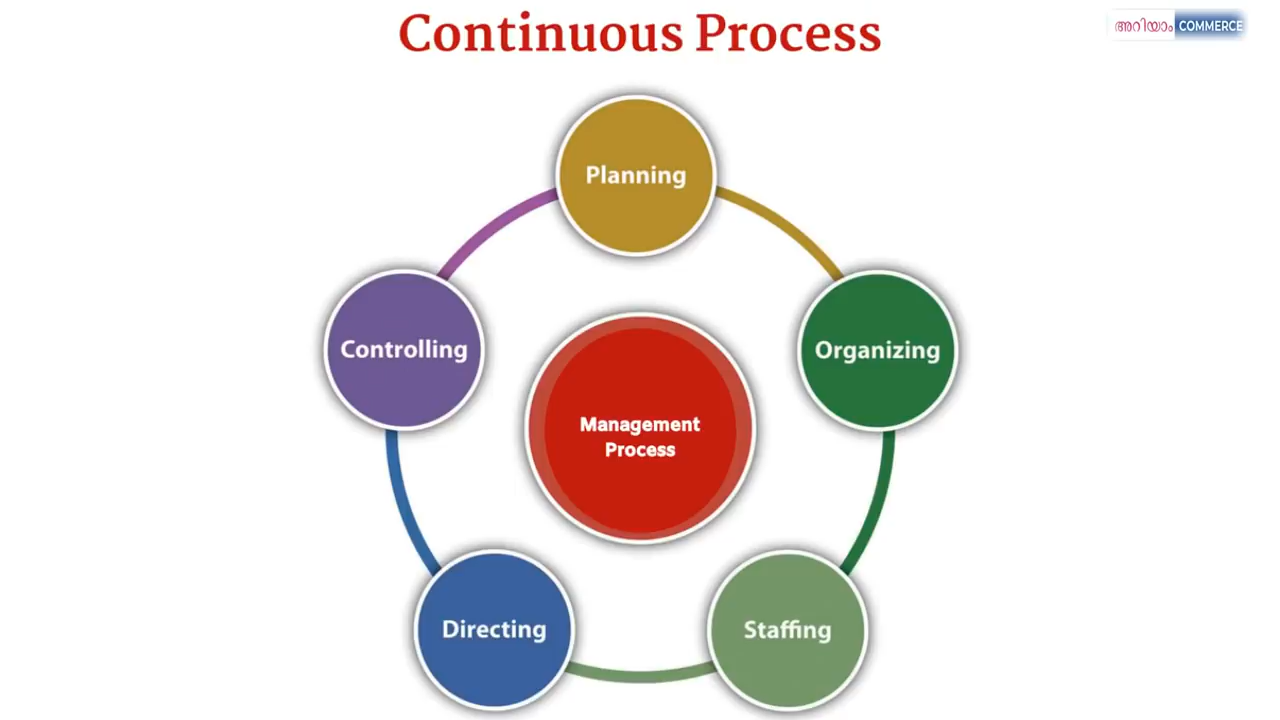 Continuous Process
അറിയാം COMMERCE
Planning
Controlling
Organizing
Management
Process
Directing
Staffing